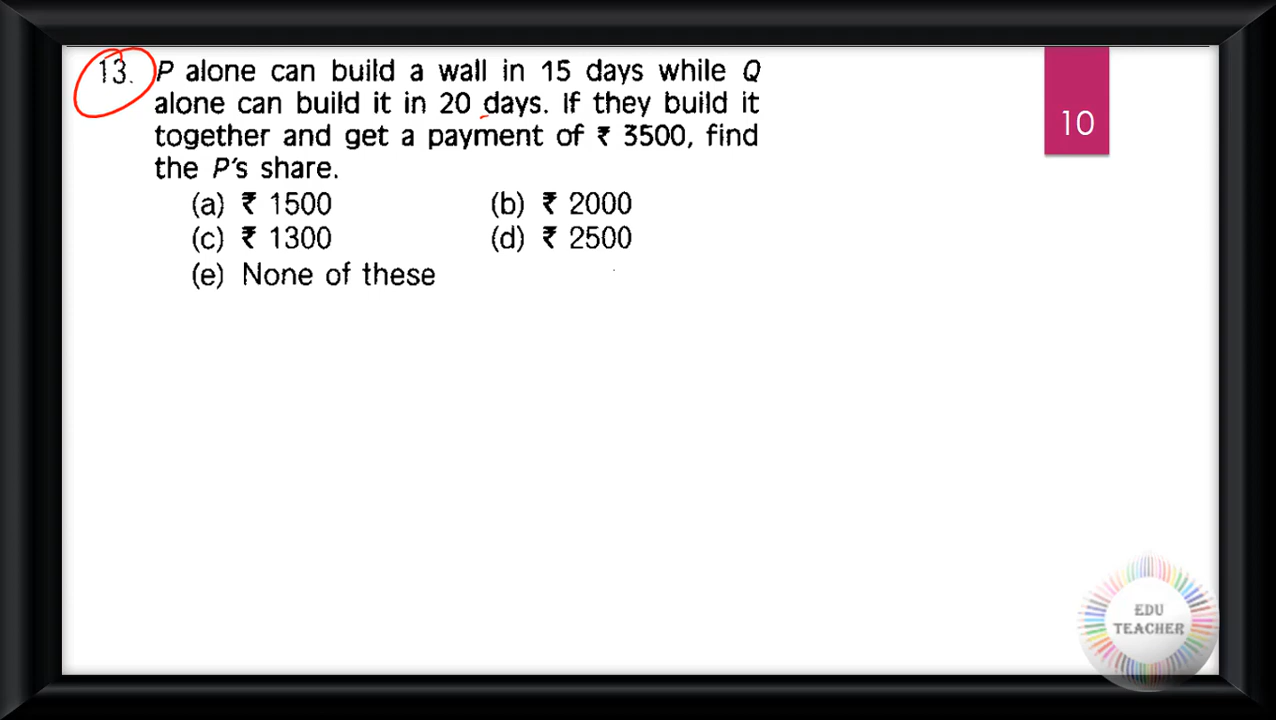 13. P alone can build a wall in 15 days while Q
alone can build it in 20 days. If they build it
together and get a payment of ₹ 3500, find
the P's share.
(a) ₹ 1500 (b) ₹ 2000
(c) ₹ 1300 (d) ₹ 2500
(e) None of these
10
EDU
TEACHER